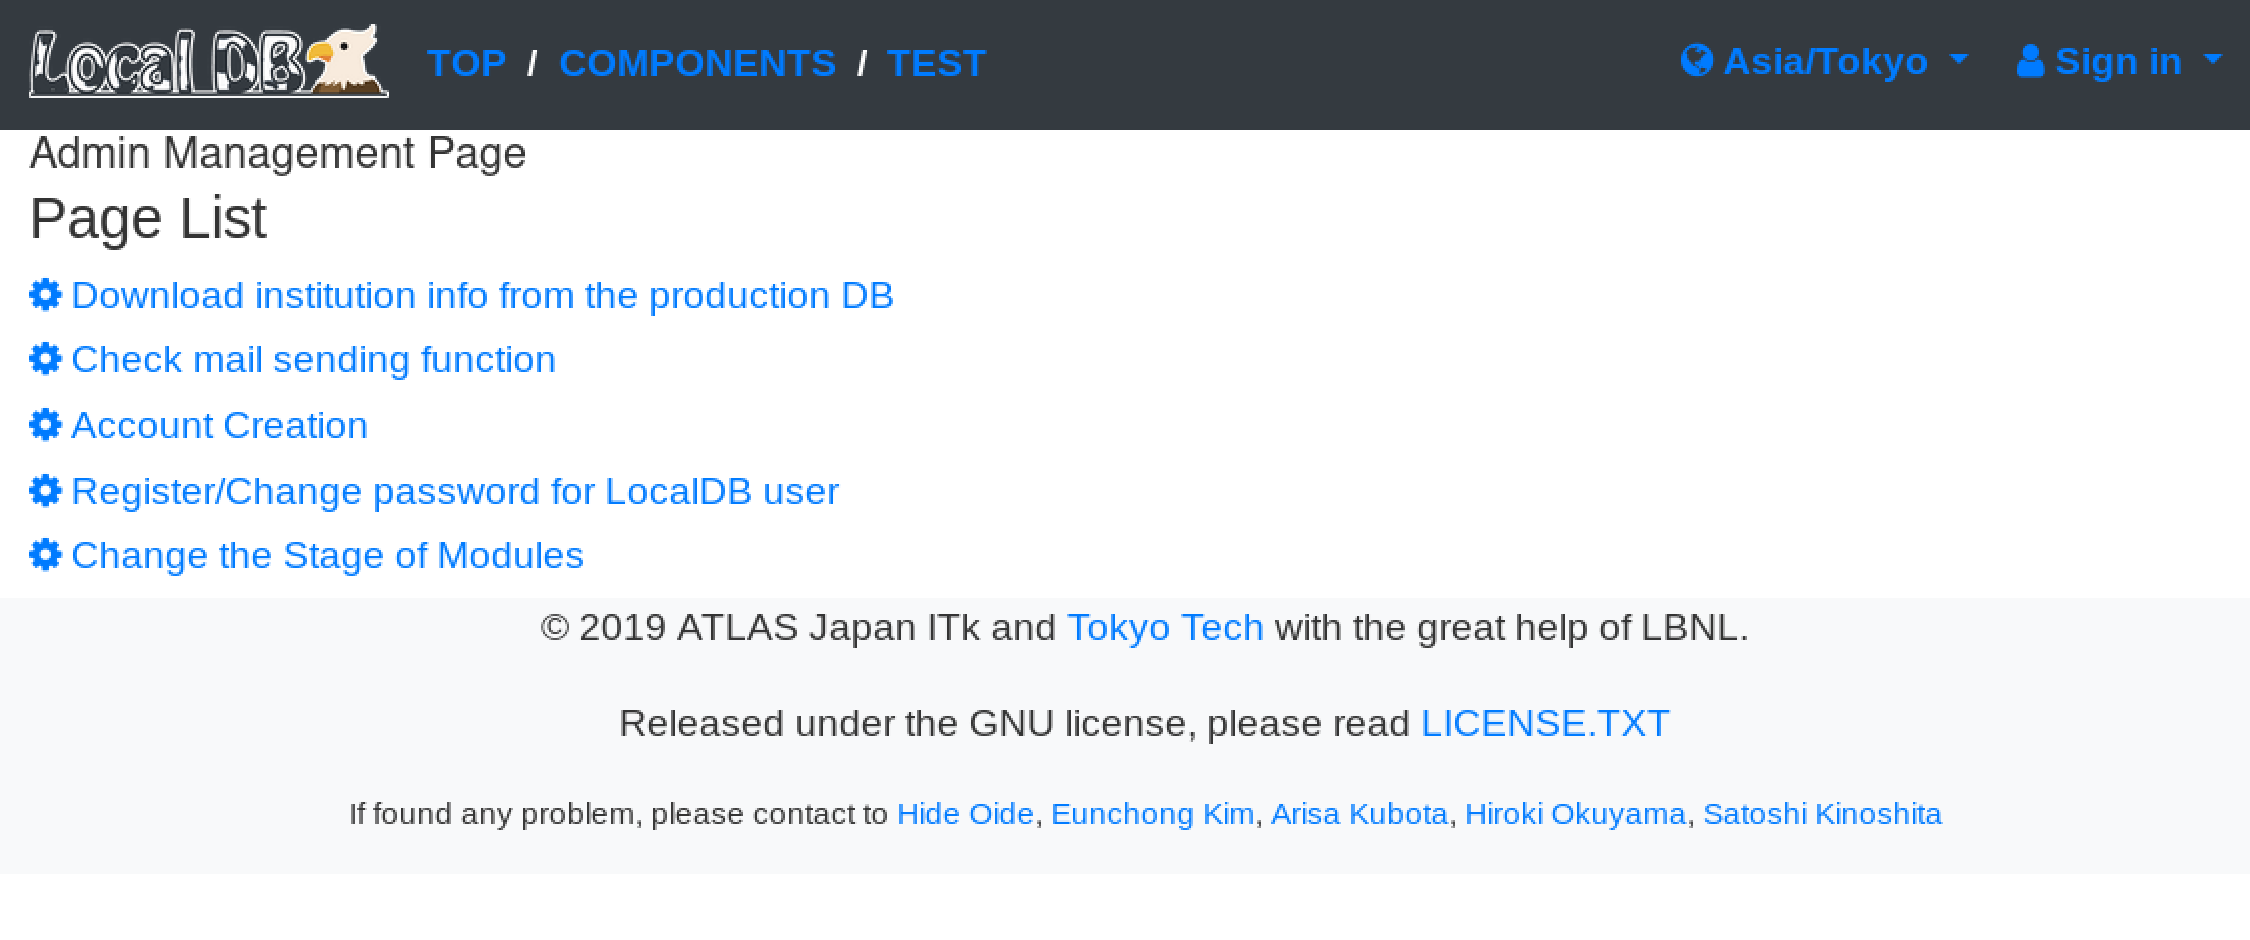 Local DB TOP / COMPONENTS / TEST Asia/Tokyo Sign in
Admin Management Page
Page List
Download institution info from the production DB
Check mail sending function
Account Creation
Register/Change password for LocalDB user
Change the Stage of Modules
© 2019 ATLAS Japan ITk and Tokyo Tech with the great help of LBNL.
Released under the GNU license, please read LICENSE.TXT
If found any problem, please contact to Hide Oide, Eunchong Kim, Arisa Kubota, Hiroki Okuyama, Satoshi Kinoshita